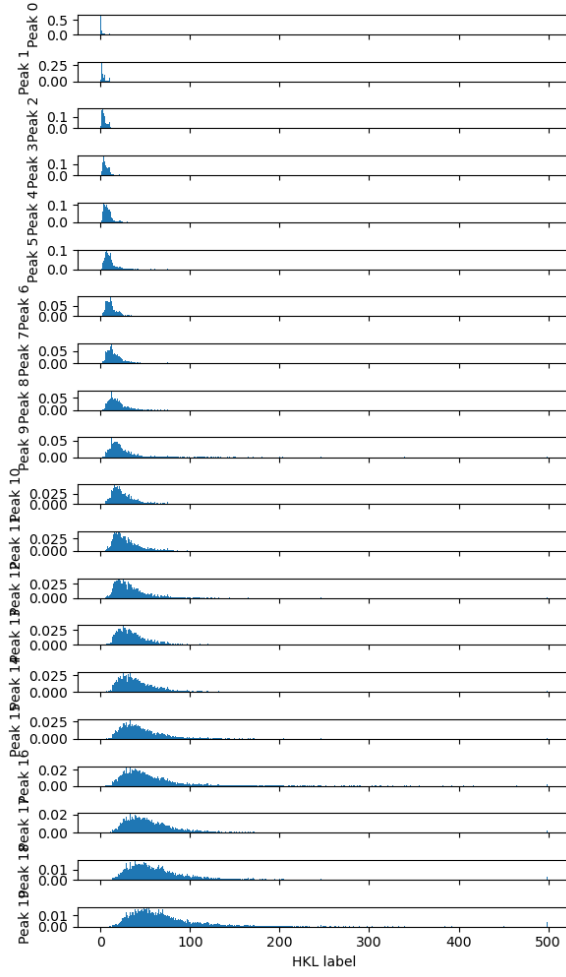 Peak 0
0.5
0.0
Peak 1
0.25
0.00
Peak 2
0.1
0.0
Peak 3
0.1
0.0
Peak 4
0.1
0.0
Peak 5
0.1
0.0
Peak 6
0.05
0.00
Peak 7
0.05
0.00
Peak 8
0.05
0.00
Peak 9
0.05
0.00
Peak 10
0.025
0.000
Peak 11
0.025
0.000
Peak 12
0.025
0.000
Peak 13
0.025
0.000
Peak 14
0.025
0.000
Peak 15
0.025
0.000
Peak 16
0.02
0.00
Peak 17
0.02
0.00
Peak 18
0.01
0.00
Peak 19
0.01
0.00
0 100 200 300 400 500
HKL label